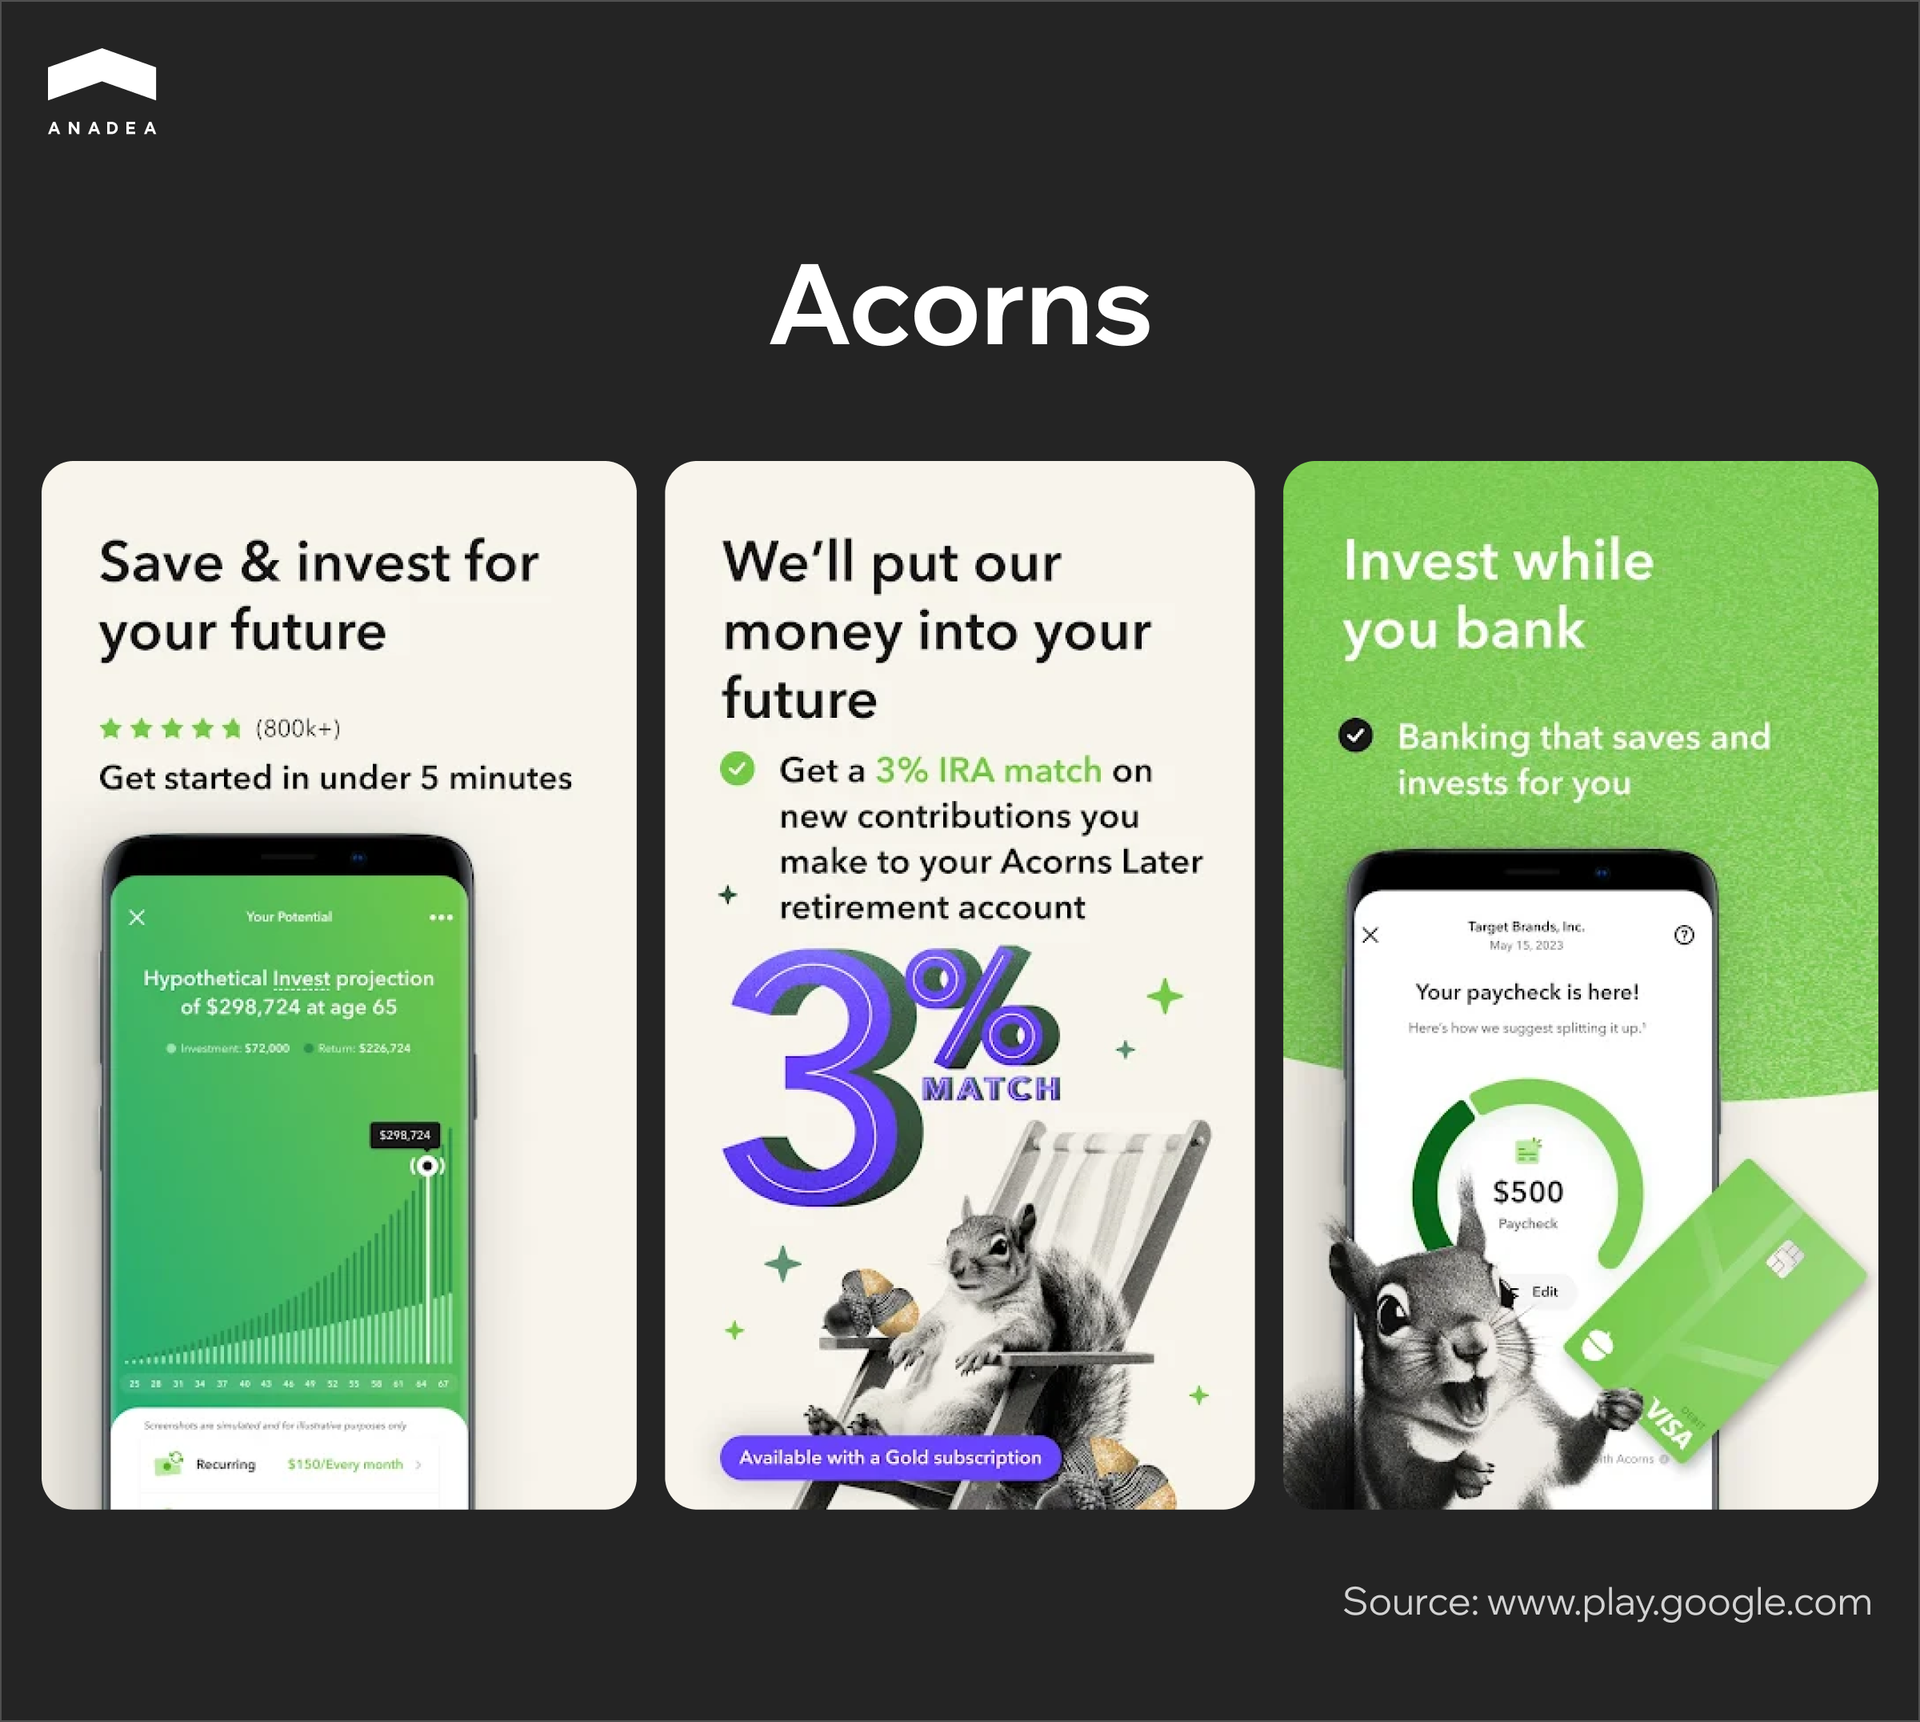 ANADEA
Acorns
Save & invest for
your future
(800k+)
Get started in under 5 minutes
Your Potential
Hypothetical Invest projection
of $298,724 at age 65
Investment: $72,000 Return: $226,724
$298,724
25 28 31 34 37 40 43 46 49 52 55 58 61 64 67
Screenshots are simulated and for illustrative purposes only
Recurring $150/Every month
We'll put our
money into your
future
Get a 3% IRA match on
new contributions you
make to your Acorns Later
retirement account
3%
MATCH
Available with a Gold subscription
Invest while
you bank
Banking that saves and
invests for you
Target Brands, Inc.
May 15, 2023
Your paycheck is here!
Here's how we suggest splitting it up.
$500
Paycheck
Edit
DEBIT
VISA
Acorns
Source: www.play.google.com